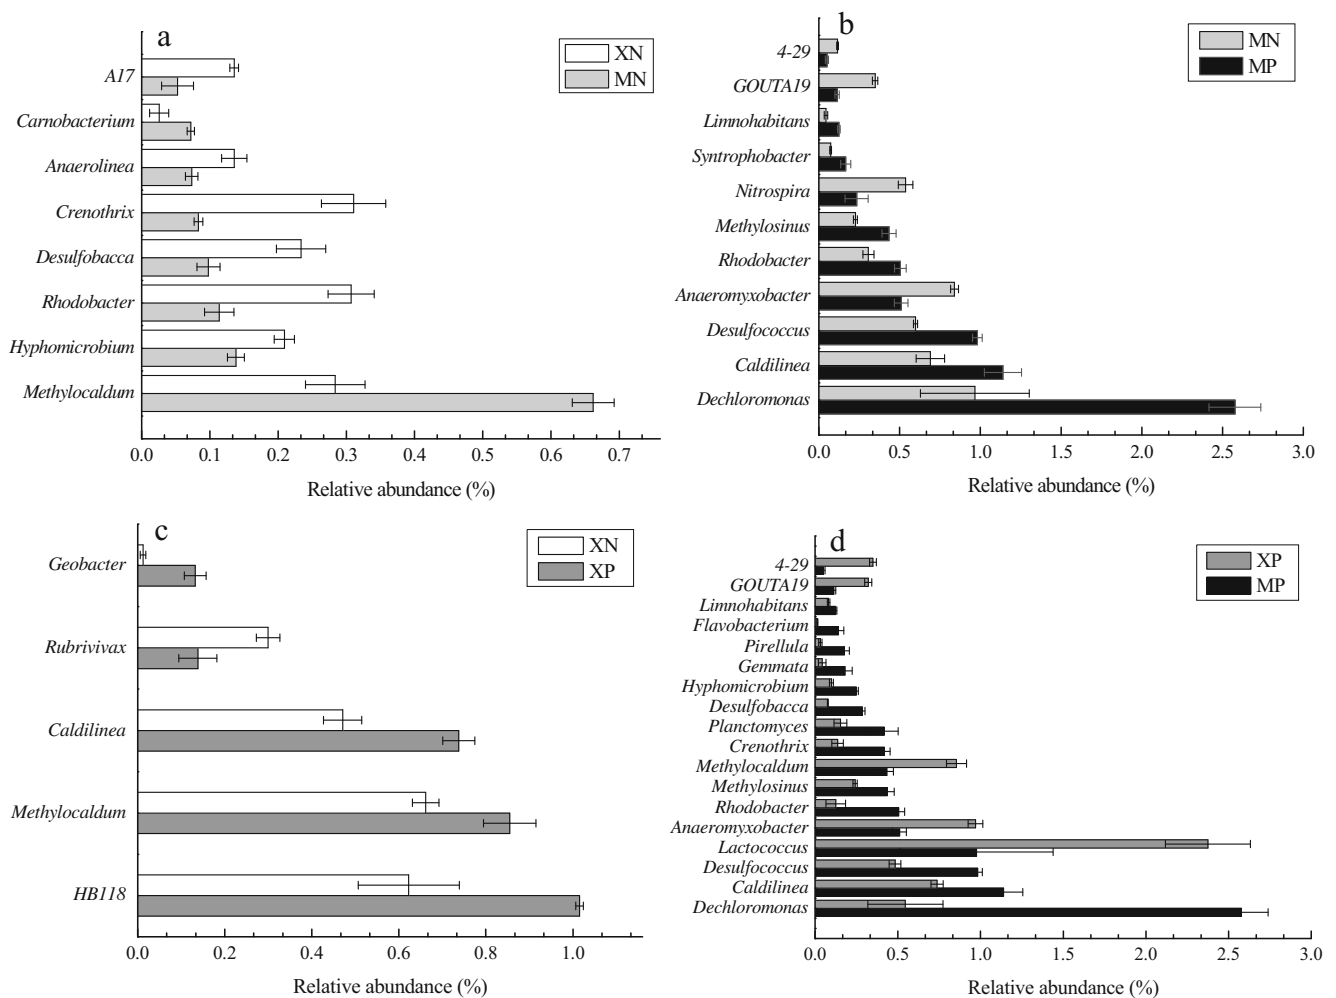 a
XN
MN
A17
Carnobacterium
Anaerolinea
Crenothrix
Desulfobacca
Rhodobacter
Hyphomicrobium
Methylocaldum
0.0 0.1 0.2 0.3 0.4 0.5 0.6 0.7
Relative abundance (%)
b
MN
MP
4-29
GOUTA19
Limnohabitans
Syntrophobacter
Nitrospira
Methylosinus
Rhodobacter
Anaeromyxobacter
Desulfococcus
Caldilinea
Dechloromonas
0.0 0.5 1.0 1.5 2.0 2.5 3.0
Relative abundance (%)
c
XN
XP
Geobacter
Rubrivivax
Caldilinea
Methylocaldum
HB118
0.0 0.2 0.4 0.6 0.8 1.0
Relative abundance (%)
d
XP
MP
4-29
GOUTA19
Limnohabitans
Flavobacterium
Pirellula
Gemmata
Hyphomicrobium
Desulfobacca
Planctomyces
Crenothrix
Methylocaldum
Methylosinus
Rhodobacter
Anaeromyxobacter
Lactococcus
Desulfococcus
Caldilinea
Dechloromonas
0.0 0.5 1.0 1.5 2.0 2.5 3.0
Relative abundance (%)